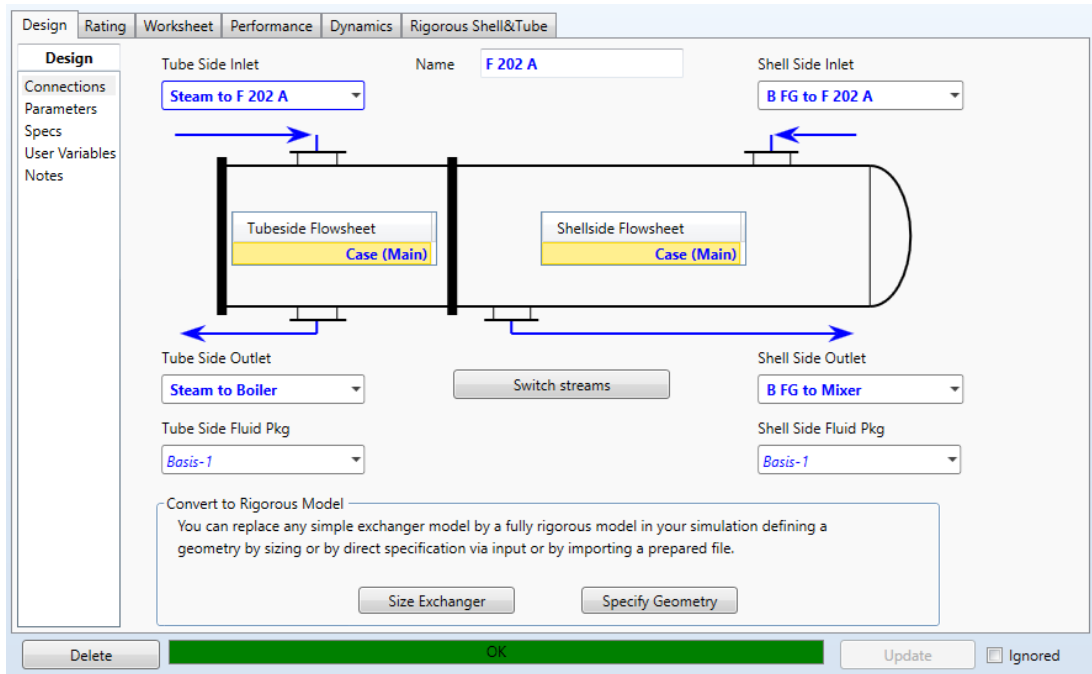 Design Rating Worksheet Performance Dynamics Rigorous Shell&Tube
Design
Connections
Parameters
Specs
User Variables
Notes
Tube Side Inlet
Steam to F 202 A
Name F 202 A
Shell Side Inlet
B FG to F 202 A
Tubeside Flowsheet
Case (Main)
Shellside Flowsheet
Case (Main)
Tube Side Outlet
Steam to Boiler
Switch streams
Shell Side Outlet
B FG to Mixer
Tube Side Fluid Pkg
Basis-1
Shell Side Fluid Pkg
Basis-1
Convert to Rigorous Model
You can replace any simple exchanger model by a fully rigorous model in your simulation defining a
geometry by sizing or by direct specification via input or by importing a prepared file.
Size Exchanger Specify Geometry
Delete OK Update Ignored